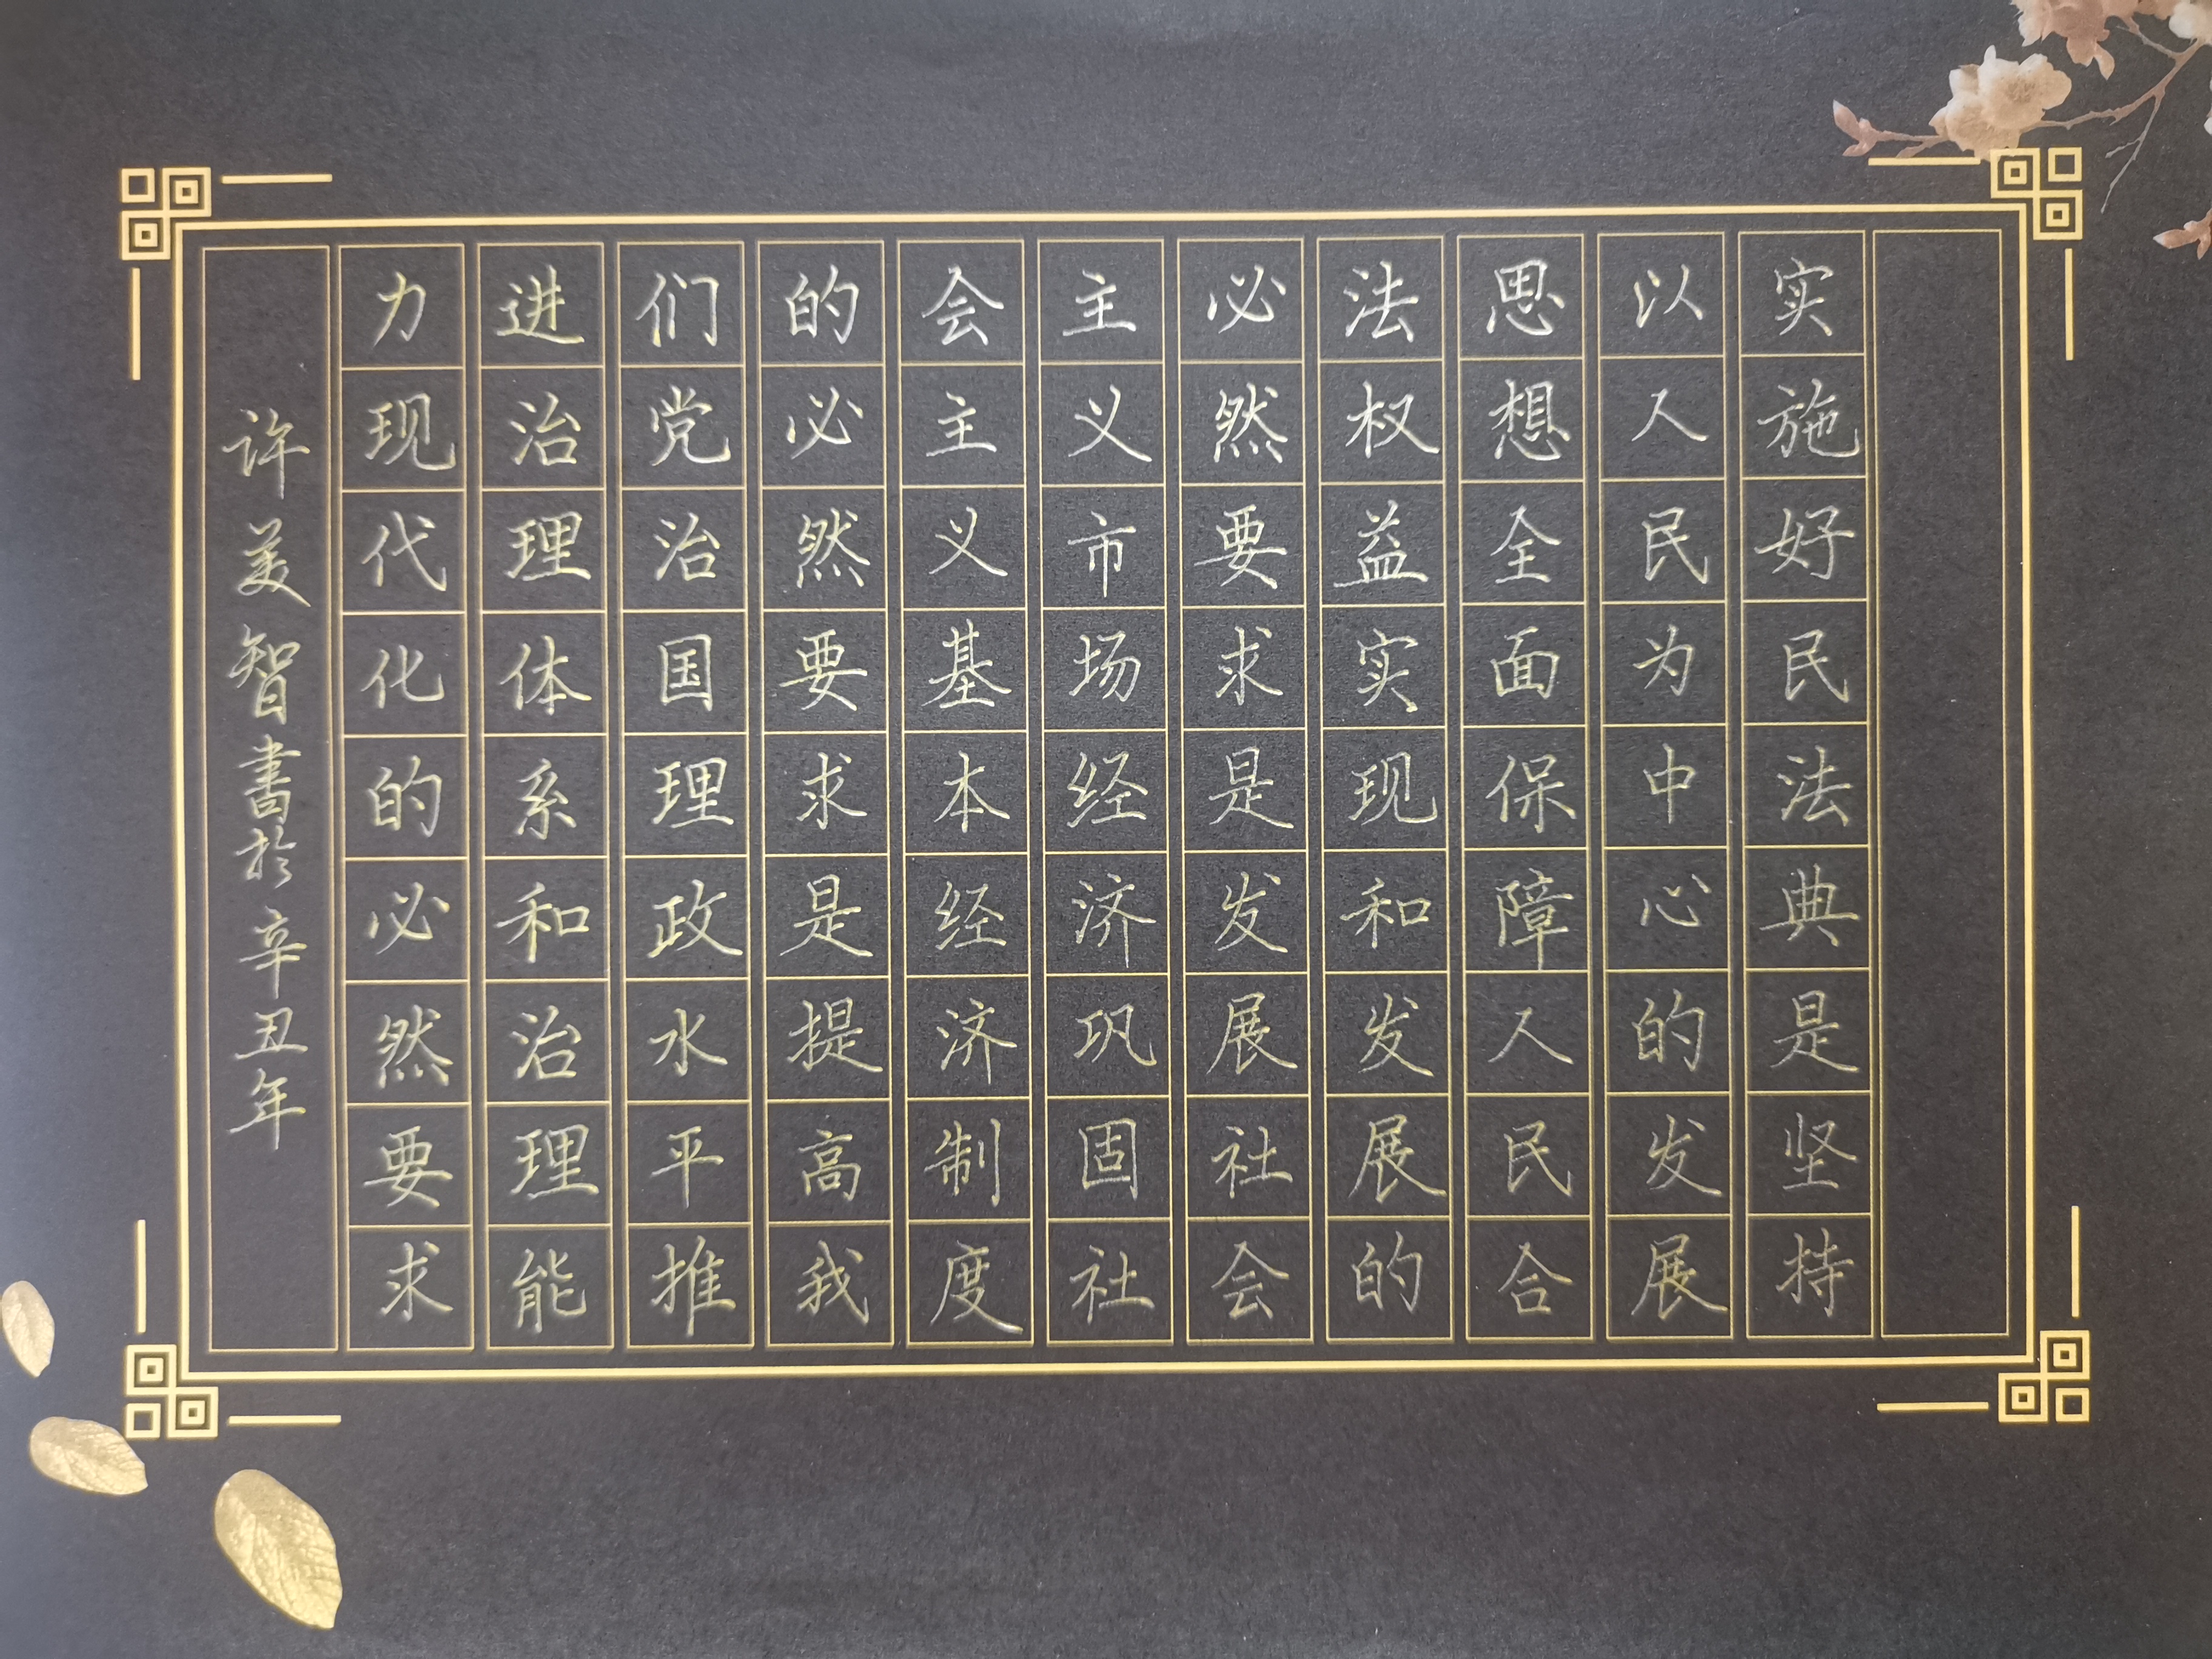 实施好民法典是坚持
以人民为中心的发展
思想全面保障人民合
法权益实现和发展的
必然要求是发展社会
主义市场经济巩固社
会主义基本经济制度
的必然要求是提高我
们党治国理政水平推
进治理体系和治理能
力现代化的必然要求
许美智書於辛丑年